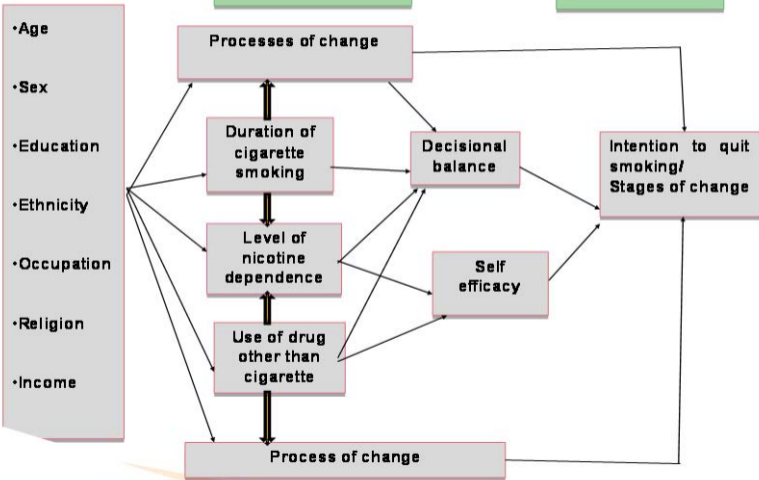 •Age
•Sex
•Education
•Ethnicity
•Occupation
•Religion
•Income
Processes of change
Duration of
cigarette
smoking
Level of
nicotine
dependence
Use of drug
other than
cigarette
Process of change
Decisional
balance
Self
efficacy
Intention to quit
smoking/
Stages of change